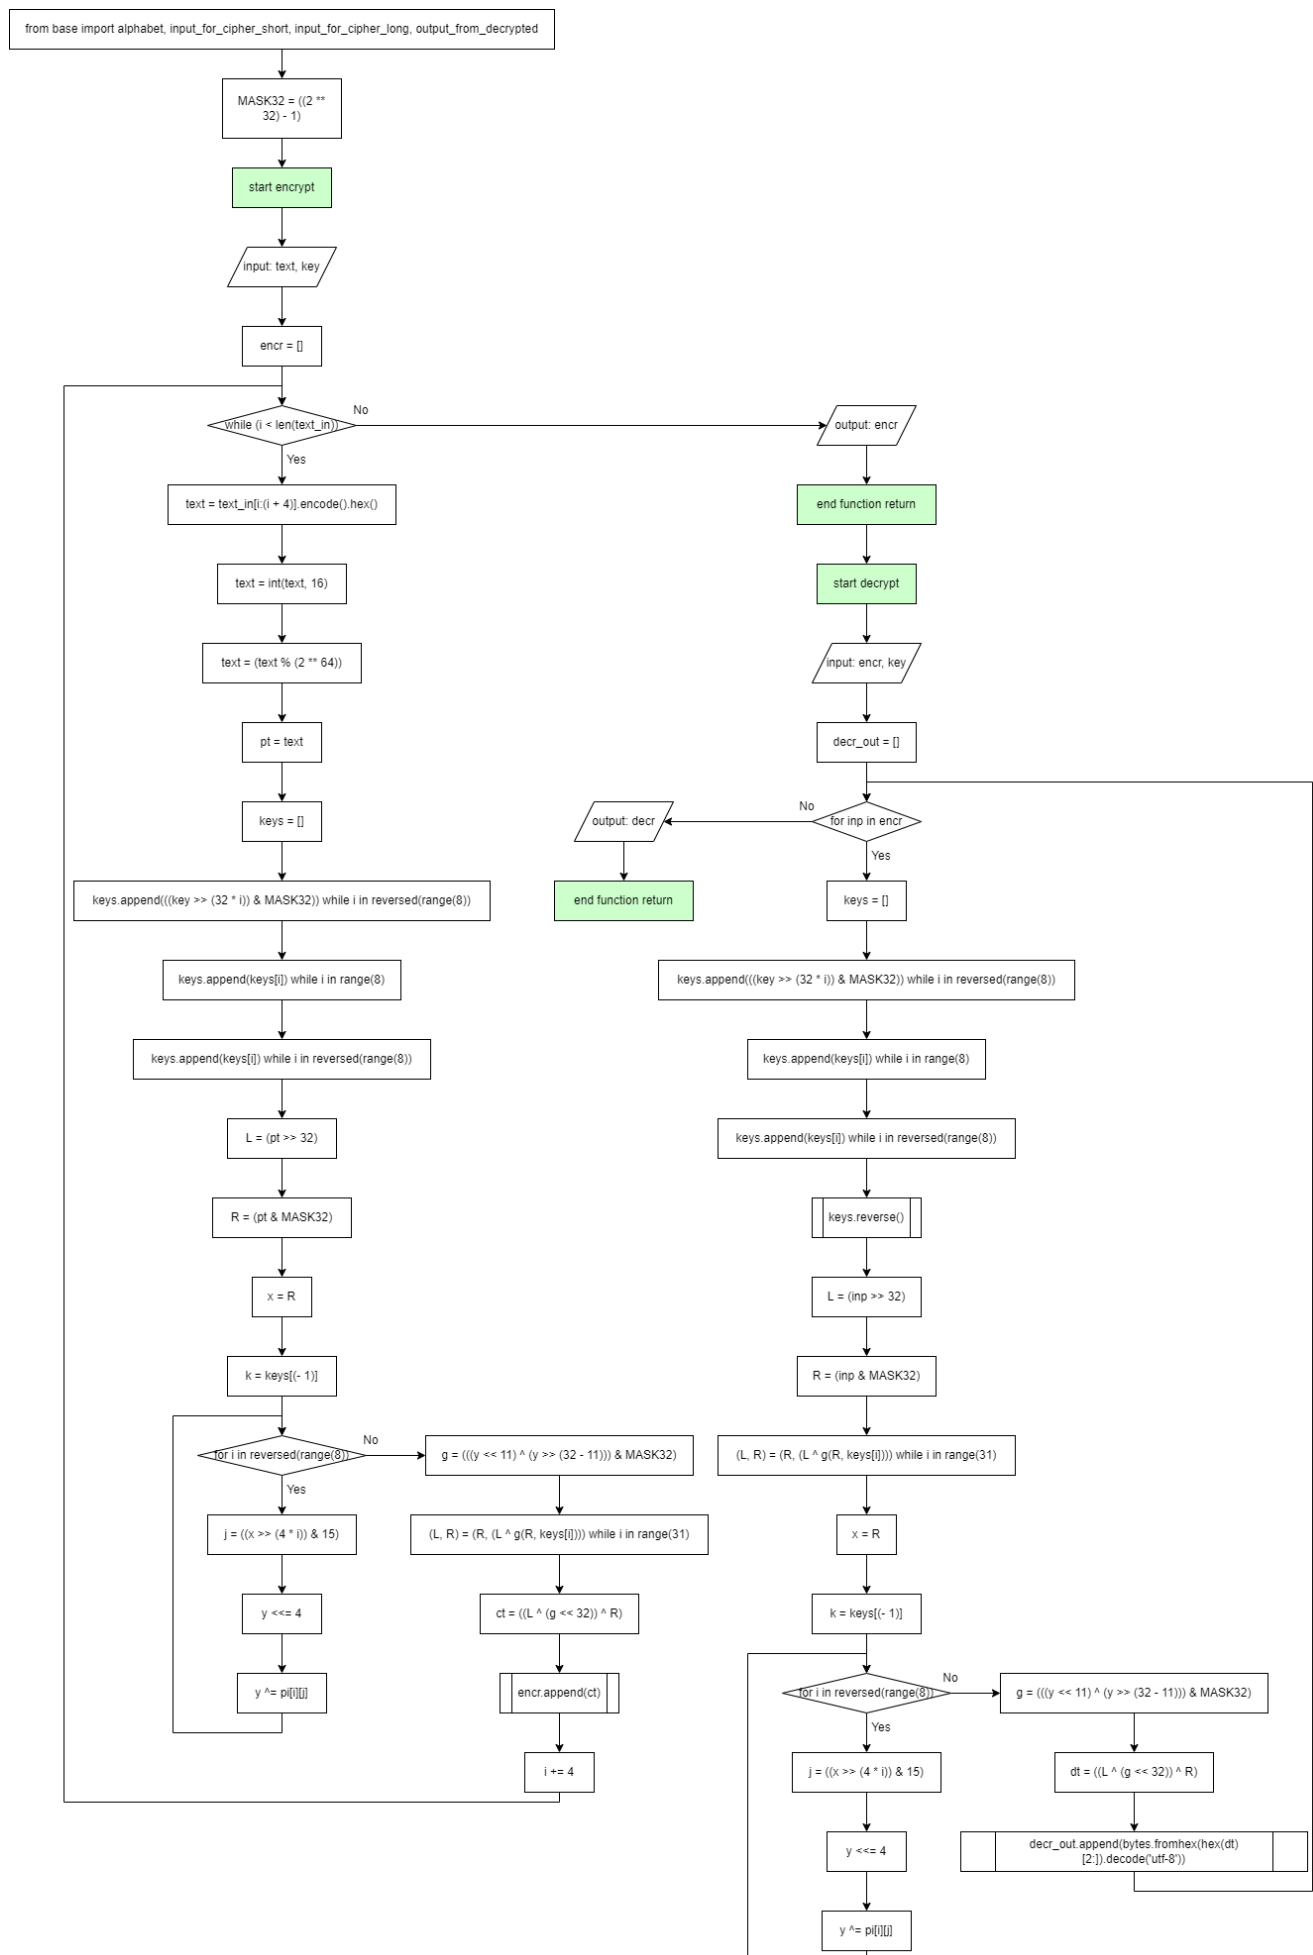 from base import alphabet, input_for_cipher_short, input_for_cipher_long, output_from_decrypted
MASK32 = ((2 **
32) - 1)
start encrypt
input: text, key
encr = []
while (i < len(text_in))
No
Yes
text = text_in[i:(i + 4)].encode().hex()
text = int(text, 16)
text = (text % (2 ** 64))
pt = text
keys = []
keys.append(((key >> (32 * i)) & MASK32)) while i in reversed(range(8))
keys.append(keys[i]) while i in range(8)
keys.append(keys[i]) while i in reversed(range(8))
L = (pt >> 32)
R = (pt & MASK32)
x = R
k = keys[(- 1)]
for i in reversed(range(8))
No
Yes
j = ((x >> (4 * i)) & 15)
y <<= 4
y ^= pi[i][j]
g = (((y << 11) ^ (y >> (32 - 11))) & MASK32)
(L, R) = (R, (L ^ g(R, keys[i]))) while i in range(31)
ct = ((L ^ (g << 32)) ^ R)
encr.append(ct)
i += 4
output: encr
end function return
start decrypt
input: encr, key
decr_out = []
for inp in encr
No
Yes
output: decr
end function return
keys = []
keys.append(((key >> (32 * i)) & MASK32)) while i in reversed(range(8))
keys.append(keys[i]) while i in range(8)
keys.append(keys[i]) while i in reversed(range(8))
keys.reverse()
L = (inp >> 32)
R = (inp & MASK32)
(L, R) = (R, (L ^ g(R, keys[i]))) while i in range(31)
x = R
k = keys[(- 1)]
for i in reversed(range(8))
No
Yes
j = ((x >> (4 * i)) & 15)
y <<= 4
y ^= pi[i][j]
g = (((y << 11) ^ (y >> (32 - 11))) & MASK32)
dt = ((L ^ (g << 32)) ^ R)
decr_out.append(bytes.fromhex(hex(dt)
[2:]).decode('utf-8'))